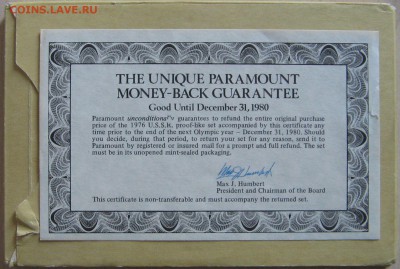 COINS.LAVE.RU
THE UNIQUE PARAMOUNT
MONEY-BACK GUARANTEE
Good Until December 31, 1980
Paramount unconditionally guarantees to refund the entire original purchase
price of the 1976 U.S.S.R. proof-like set accompanied by this certificate any
time prior to the end of the next Olympic year – December 31, 1980. Should
you decide, during that period, to return your set for any reason, send it to
Paramount by registered or insured mail for a prompt and full refund. The set
must be in its unopened mint-sealed packaging.
Max J. Humbert
President and Chairman of the Board
This certificate is non-transferable and must accompany the returned set.